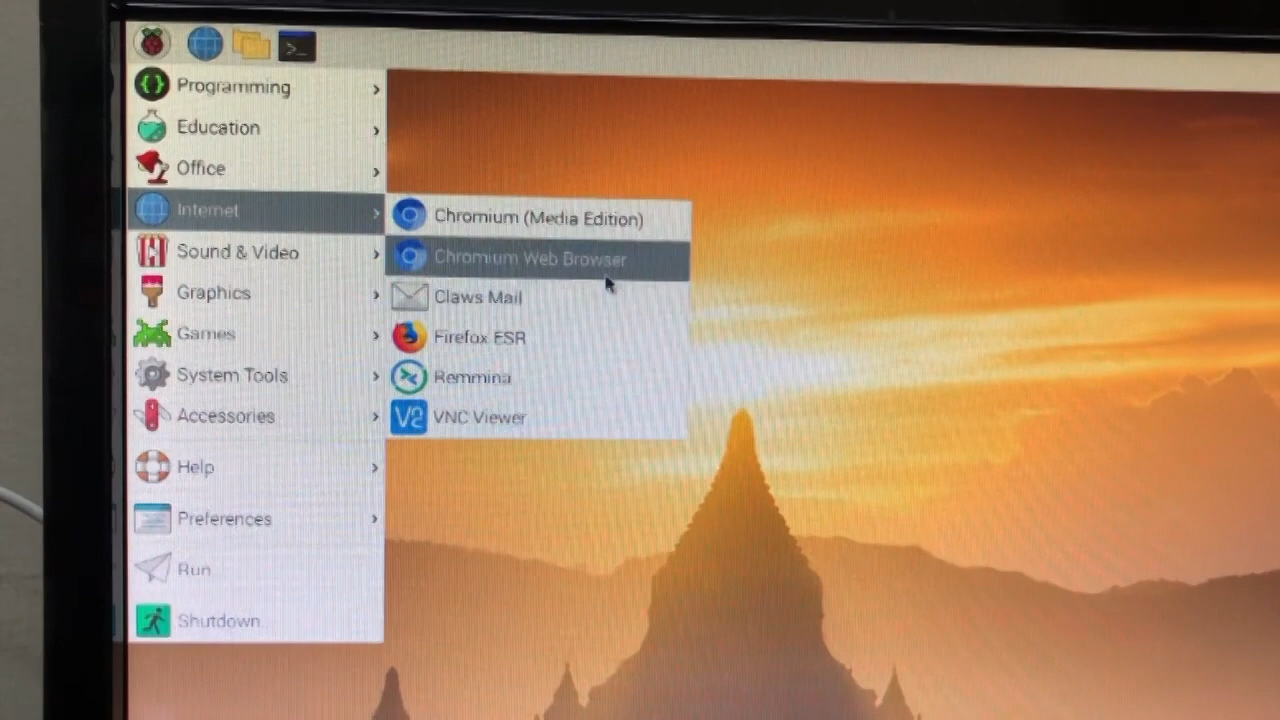 >_
Programming
Education
Office
Internet
Sound & Video
Graphics
Games
System Tools
Accessories
Help
Preferences
Run
Shutdown
Chromium (Media Edition)
Chromium Web Browser
Claws Mail
Firefox ESR
Remmina
V2 VNC Viewer